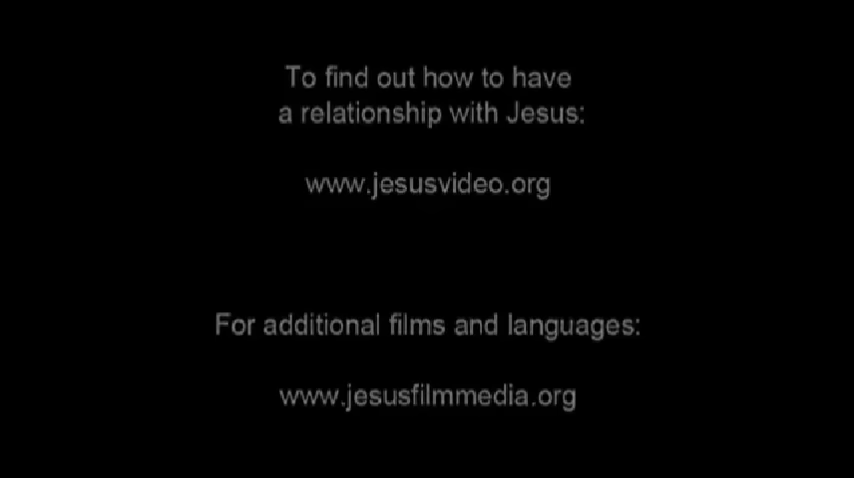 To find out how to have
a relationship with Jesus:
www.jesusvideo.org
For additional films and languages:
www.jesusfilmmedia.org